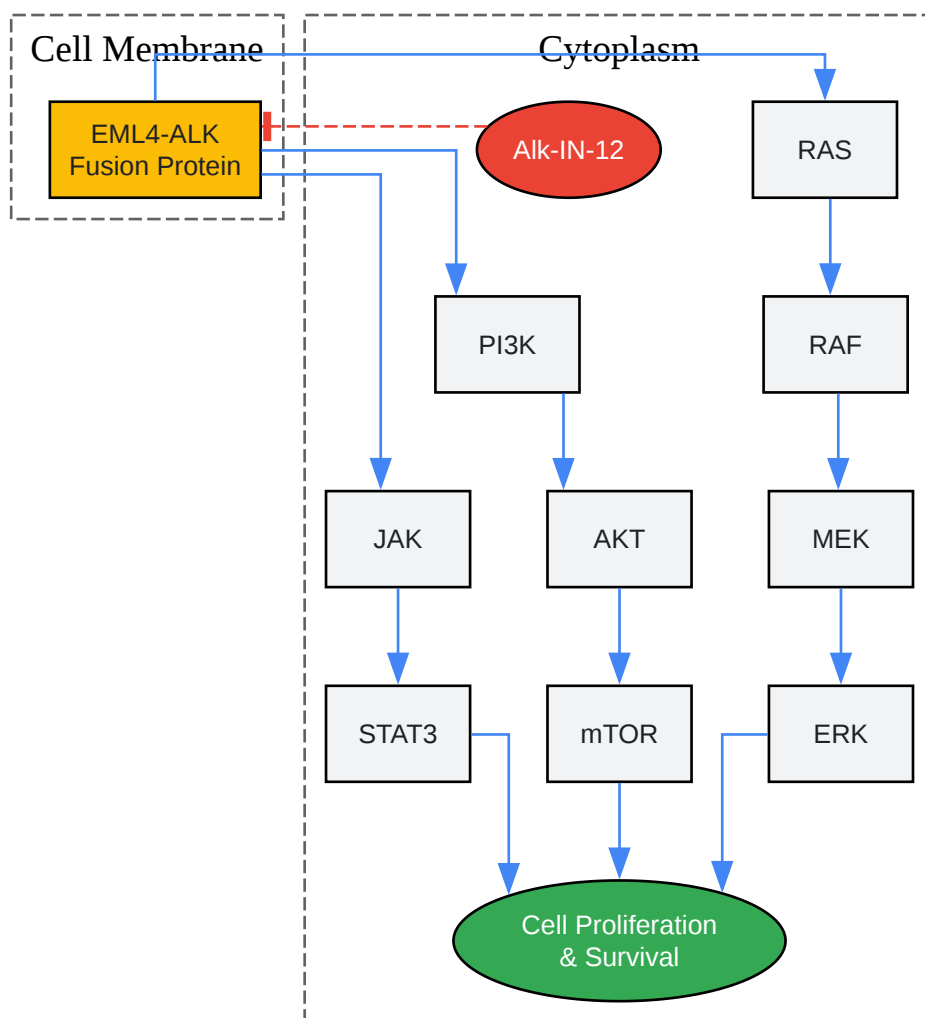 Cell Membrane
Cytoplasm
EML4-ALK
Fusion Protein
Alk-IN-12
RAS
PI3K
RAF
JAK
AKT
MEK
STAT3
mTOR
ERK
Cell Proliferation
& Survival